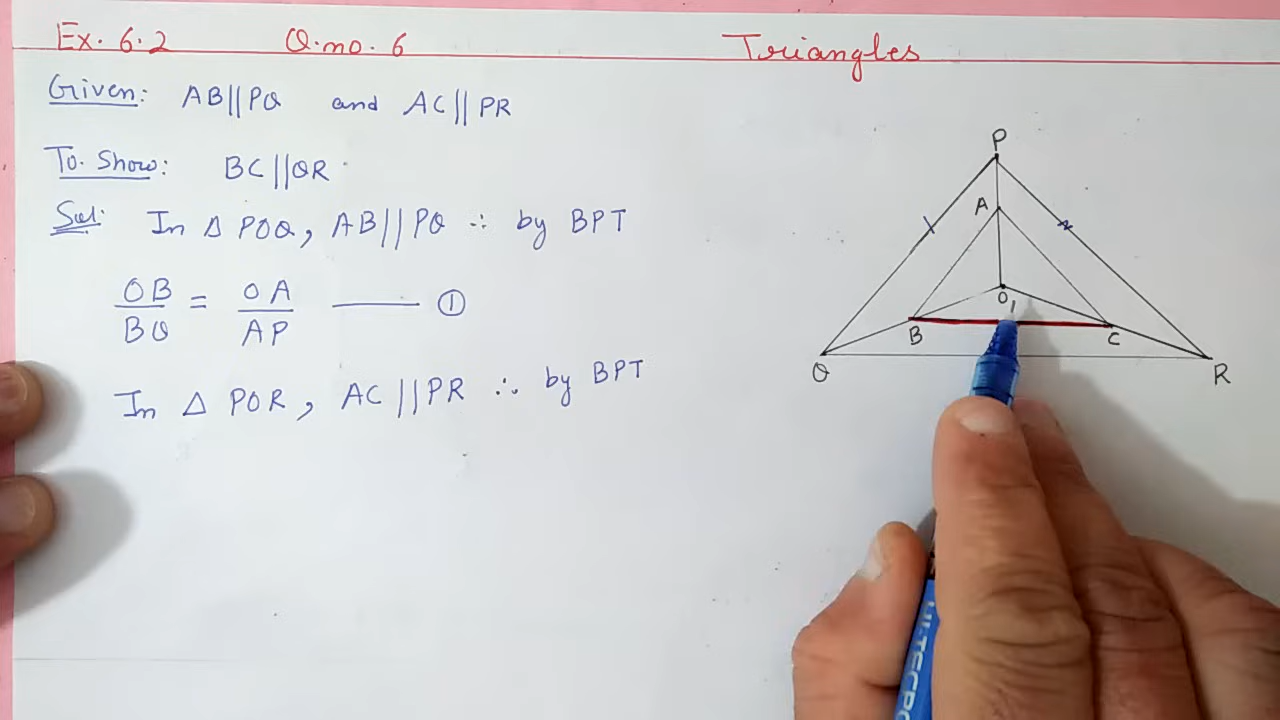 Ex. 6.2 Q.no. 6 Triangles
Given: AB||PQ and AC||PR
To Show: BC||QR
Sol: In Δ POQ, AB||PQ ∴ by BPT
OB/BQ = OA/AP —— ①
In Δ POR, AC||PR ∴ by BPT
P
A
O
B
C
Q
R